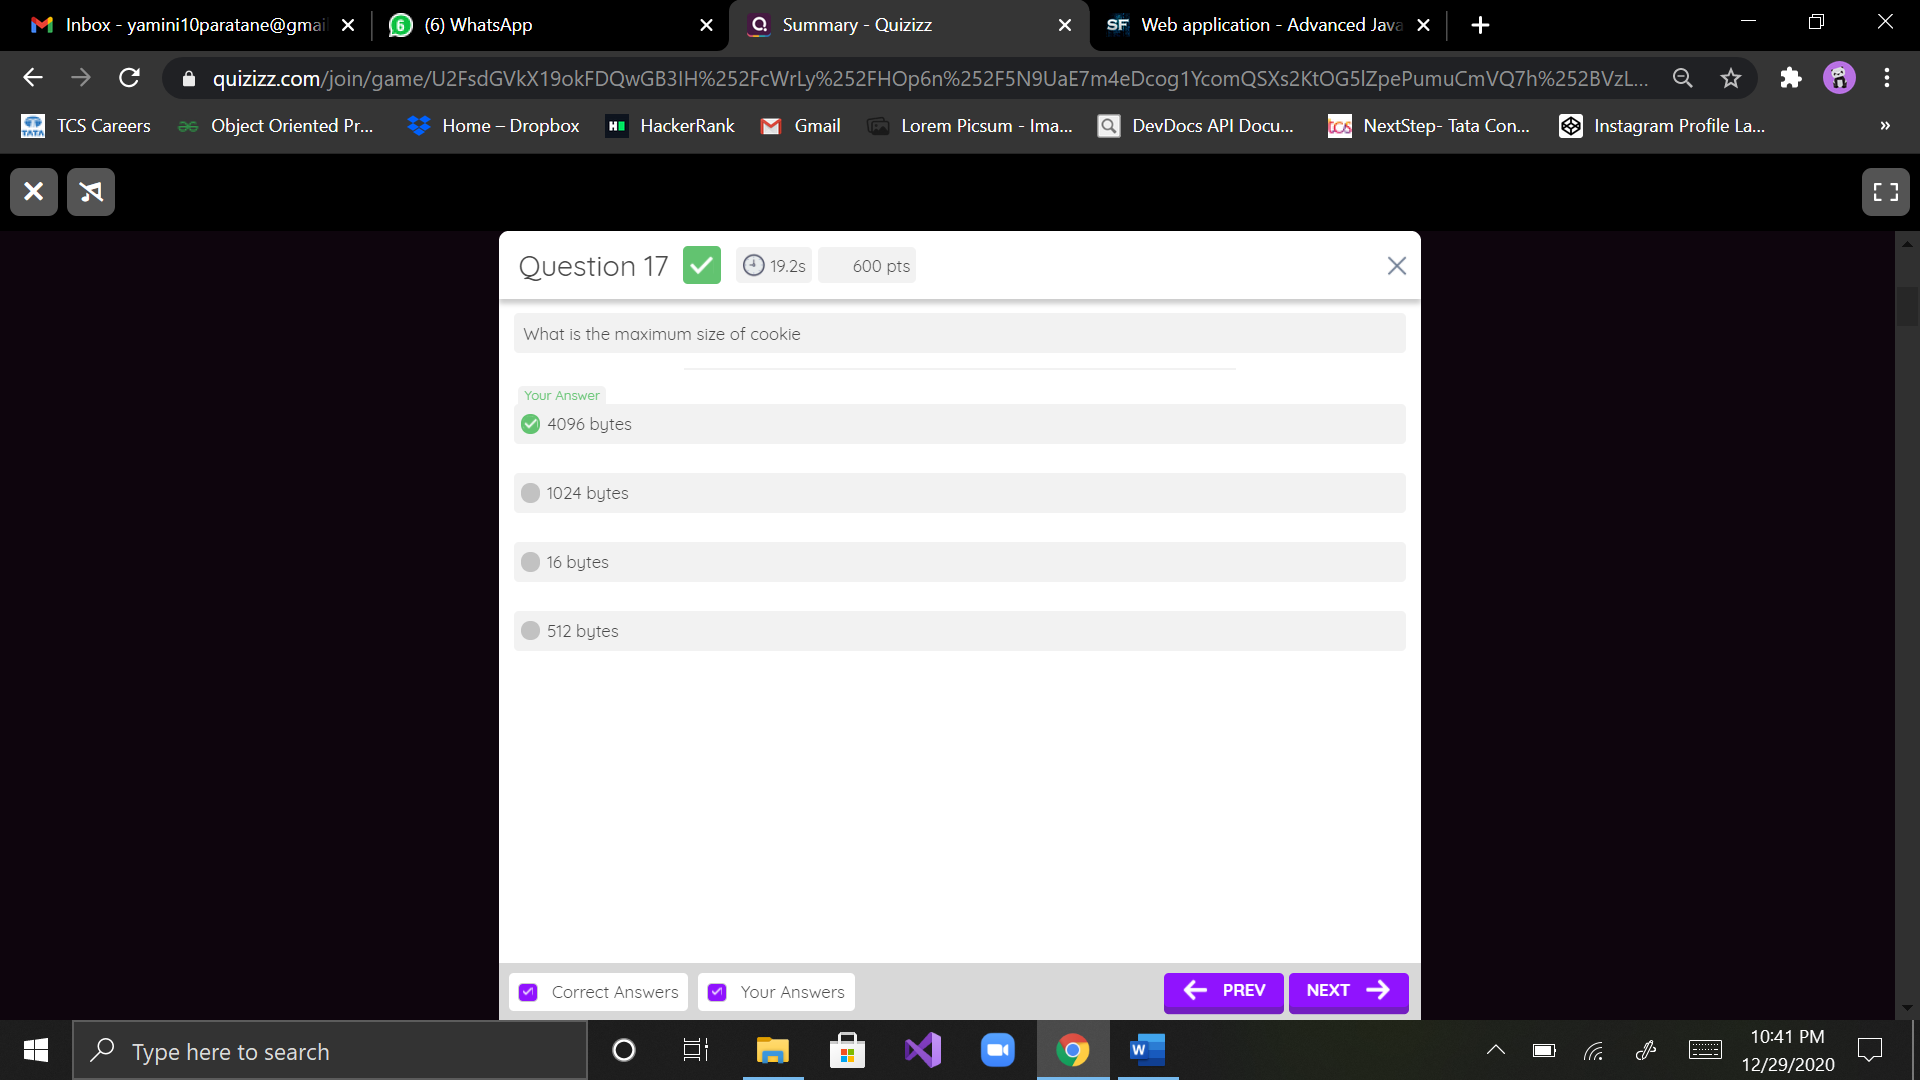 Inbox - yamini10paratane@gmai
(6) WhatsApp
Summary - Quizizz
Web application - Advanced Java
quizizz.com/join/game/U2FsdGVkX19okFDQwGB3IH%252FcWrLy%252FHOp6n%252F5N9UaE7m4eDcog1YcomQSXs2KtOG5lZpePumuCmVQ7h%252BVzL...
TCS Careers
Object Oriented Pr...
Home – Dropbox
HackerRank
Gmail
Lorem Picsum - Ima...
DevDocs API Docu...
NextStep- Tata Con...
Instagram Profile La...
»
Question 17
19.2s
600 pts
What is the maximum size of cookie
Your Answer
4096 bytes
1024 bytes
16 bytes
512 bytes
Correct Answers
Your Answers
PREV
NEXT
Type here to search
10:41 PM
12/29/2020